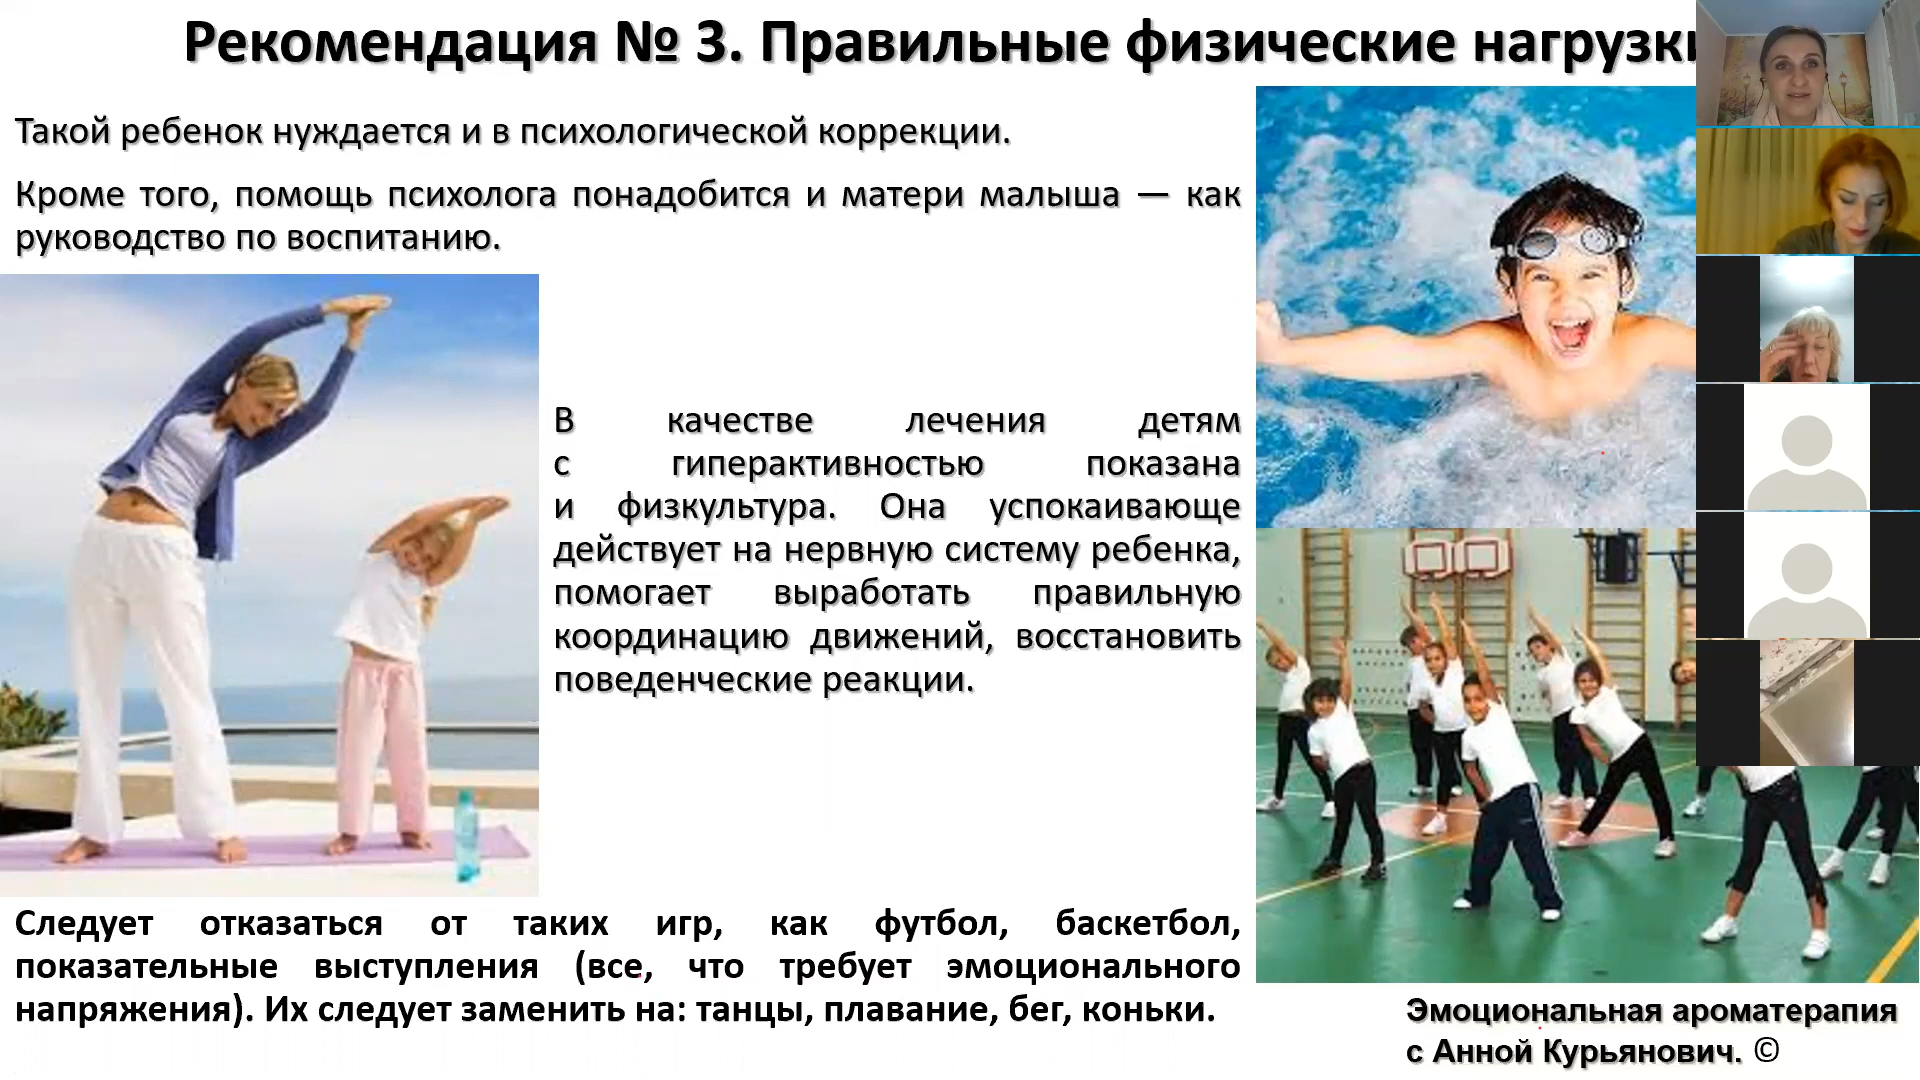 Рекомендация № 3. Правильные физические нагрузки
Такой ребенок нуждается и в психологической коррекции.
Кроме того, помощь психолога понадобится и матери малыша — как
руководство по воспитанию.
В качестве лечения детям
с гиперактивностью показана
и физкультура. Она успокаивающе
действует на нервную систему ребенка,
помогает выработать правильную
координацию движений, восстановить
поведенческие реакции.
Следует отказаться от таких игр, как футбол, баскетбол,
показательные выступления (все, что требует эмоционального
напряжения). Их следует заменить на: танцы, плавание, бег, коньки.
Эмоциональная ароматерапия
с Анной Курьянович. ©